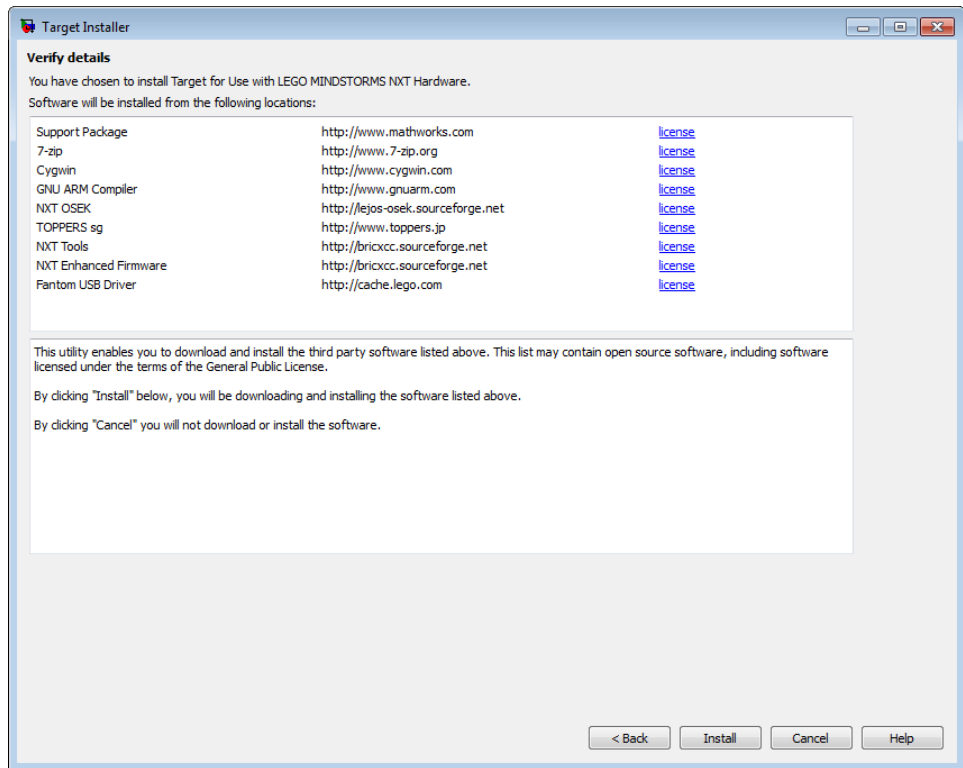 Target Installer
Verify details
You have chosen to install Target for Use with LEGO MINDSTORMS NXT Hardware.
Software will be installed from the following locations:
Support Package http://www.mathworks.com license
7-zip http://www.7-zip.org license
Cygwin http://www.cygwin.com license
GNU ARM Compiler http://www.gnuarm.com license
NXT OSEK http://lejos-osek.sourceforge.net license
TOPPERS sg http://www.toppers.jp license
NXT Tools http://bricxcc.sourceforge.net license
NXT Enhanced Firmware http://bricxcc.sourceforge.net license
Fantom USB Driver http://cache.lego.com license
This utility enables you to download and install the third party software listed above. This list may contain open source software, including software
licensed under the terms of the General Public License.
By clicking "Install" below, you will be downloading and installing the software listed above.
By clicking "Cancel" you will not download or install the software.
< Back Install Cancel Help